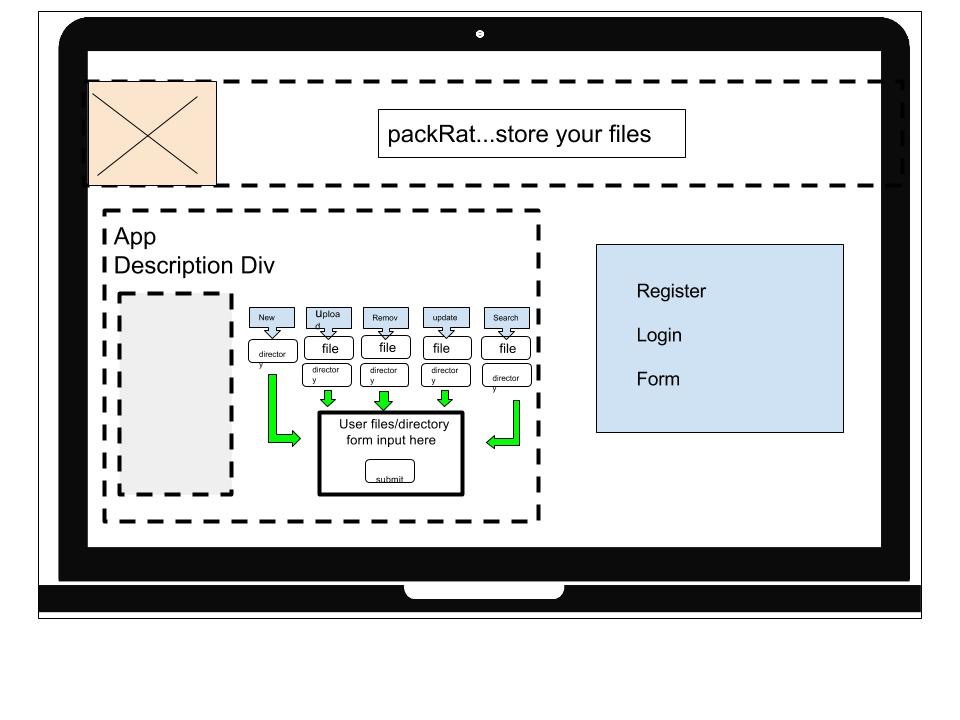 packRat...store your files
App
Description Div
New
Uploa
d
Remov
update
Search
director
y
file
file
file
file
director
y
director
y
director
y
director
y
User files/directory
form input here
submit
Register
Login
Form